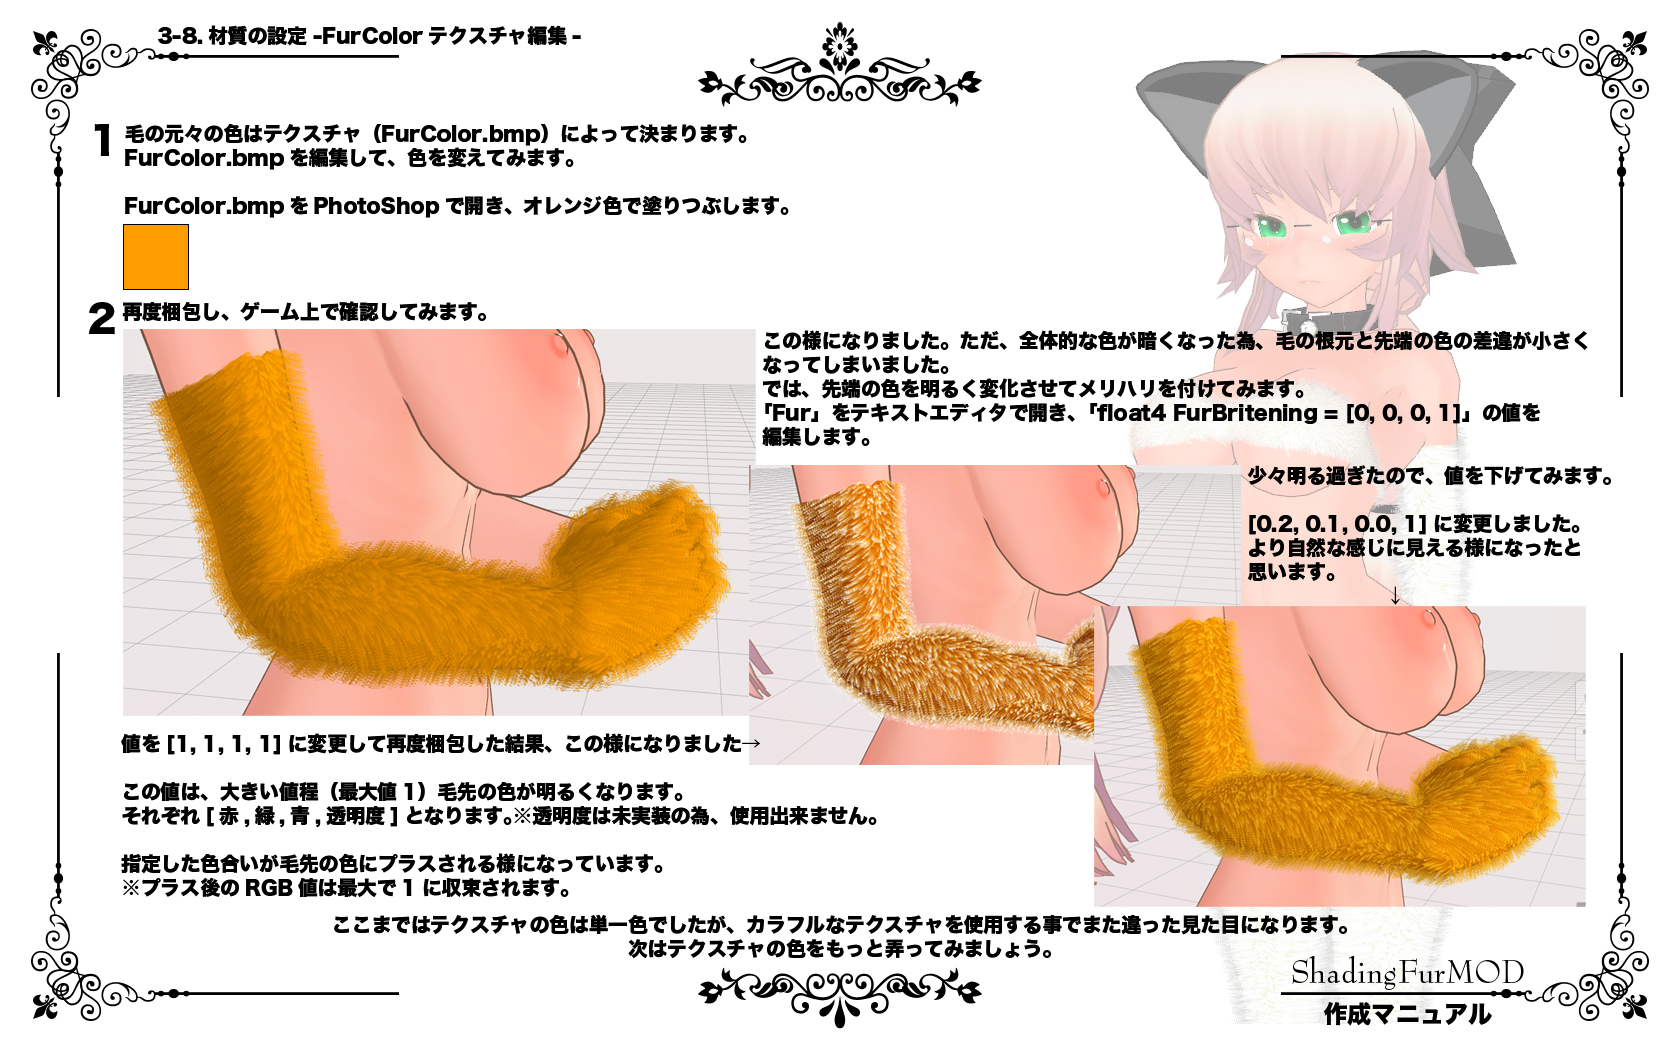 3-8. 材質の設定 -FurColor テクスチャ編集 -
1 毛の元々の色はテクスチャ（FurColor.bmp）によって決まります。
FurColor.bmp を編集して、色を変えてみます。
FurColor.bmp を PhotoShop で開き、オレンジ色で塗りつぶします。
2 再度梱包し、ゲーム上で確認してみます。
この様になりました。ただ、全体的な色が暗くなった為、毛の根元と先端の色の差違が小さく
なってしまいました。
では、先端の色を明るく変化させてメリハリを付けてみます。
「Fur」をテキストエディタで開き、「float4 FurBritening = [0, 0, 0, 1]」の値を
編集します。
少々明る過ぎたので、値を下げてみます。
[0.2, 0.1, 0.0, 1] に変更しました。
より自然な感じに見える様になったと
思います。
↓
値を [1, 1, 1, 1] に変更して再度梱包した結果、この様になりました→
この値は、大きい値程（最大値 1）毛先の色が明るくなります。
それぞれ [ 赤 , 緑 , 青 , 透明度 ] となります。※透明度は未実装の為、使用出来ません。
指定した色合いが毛先の色にプラスされる様になっています。
※プラス後の RGB 値は最大で 1 に収束されます。
ここまではテクスチャの色は単一色でしたが、カラフルなテクスチャを使用する事でまた違った見た目になります。
次はテクスチャの色をもっと弄ってみましょう。
ShadingFurMOD
作成マニュアル